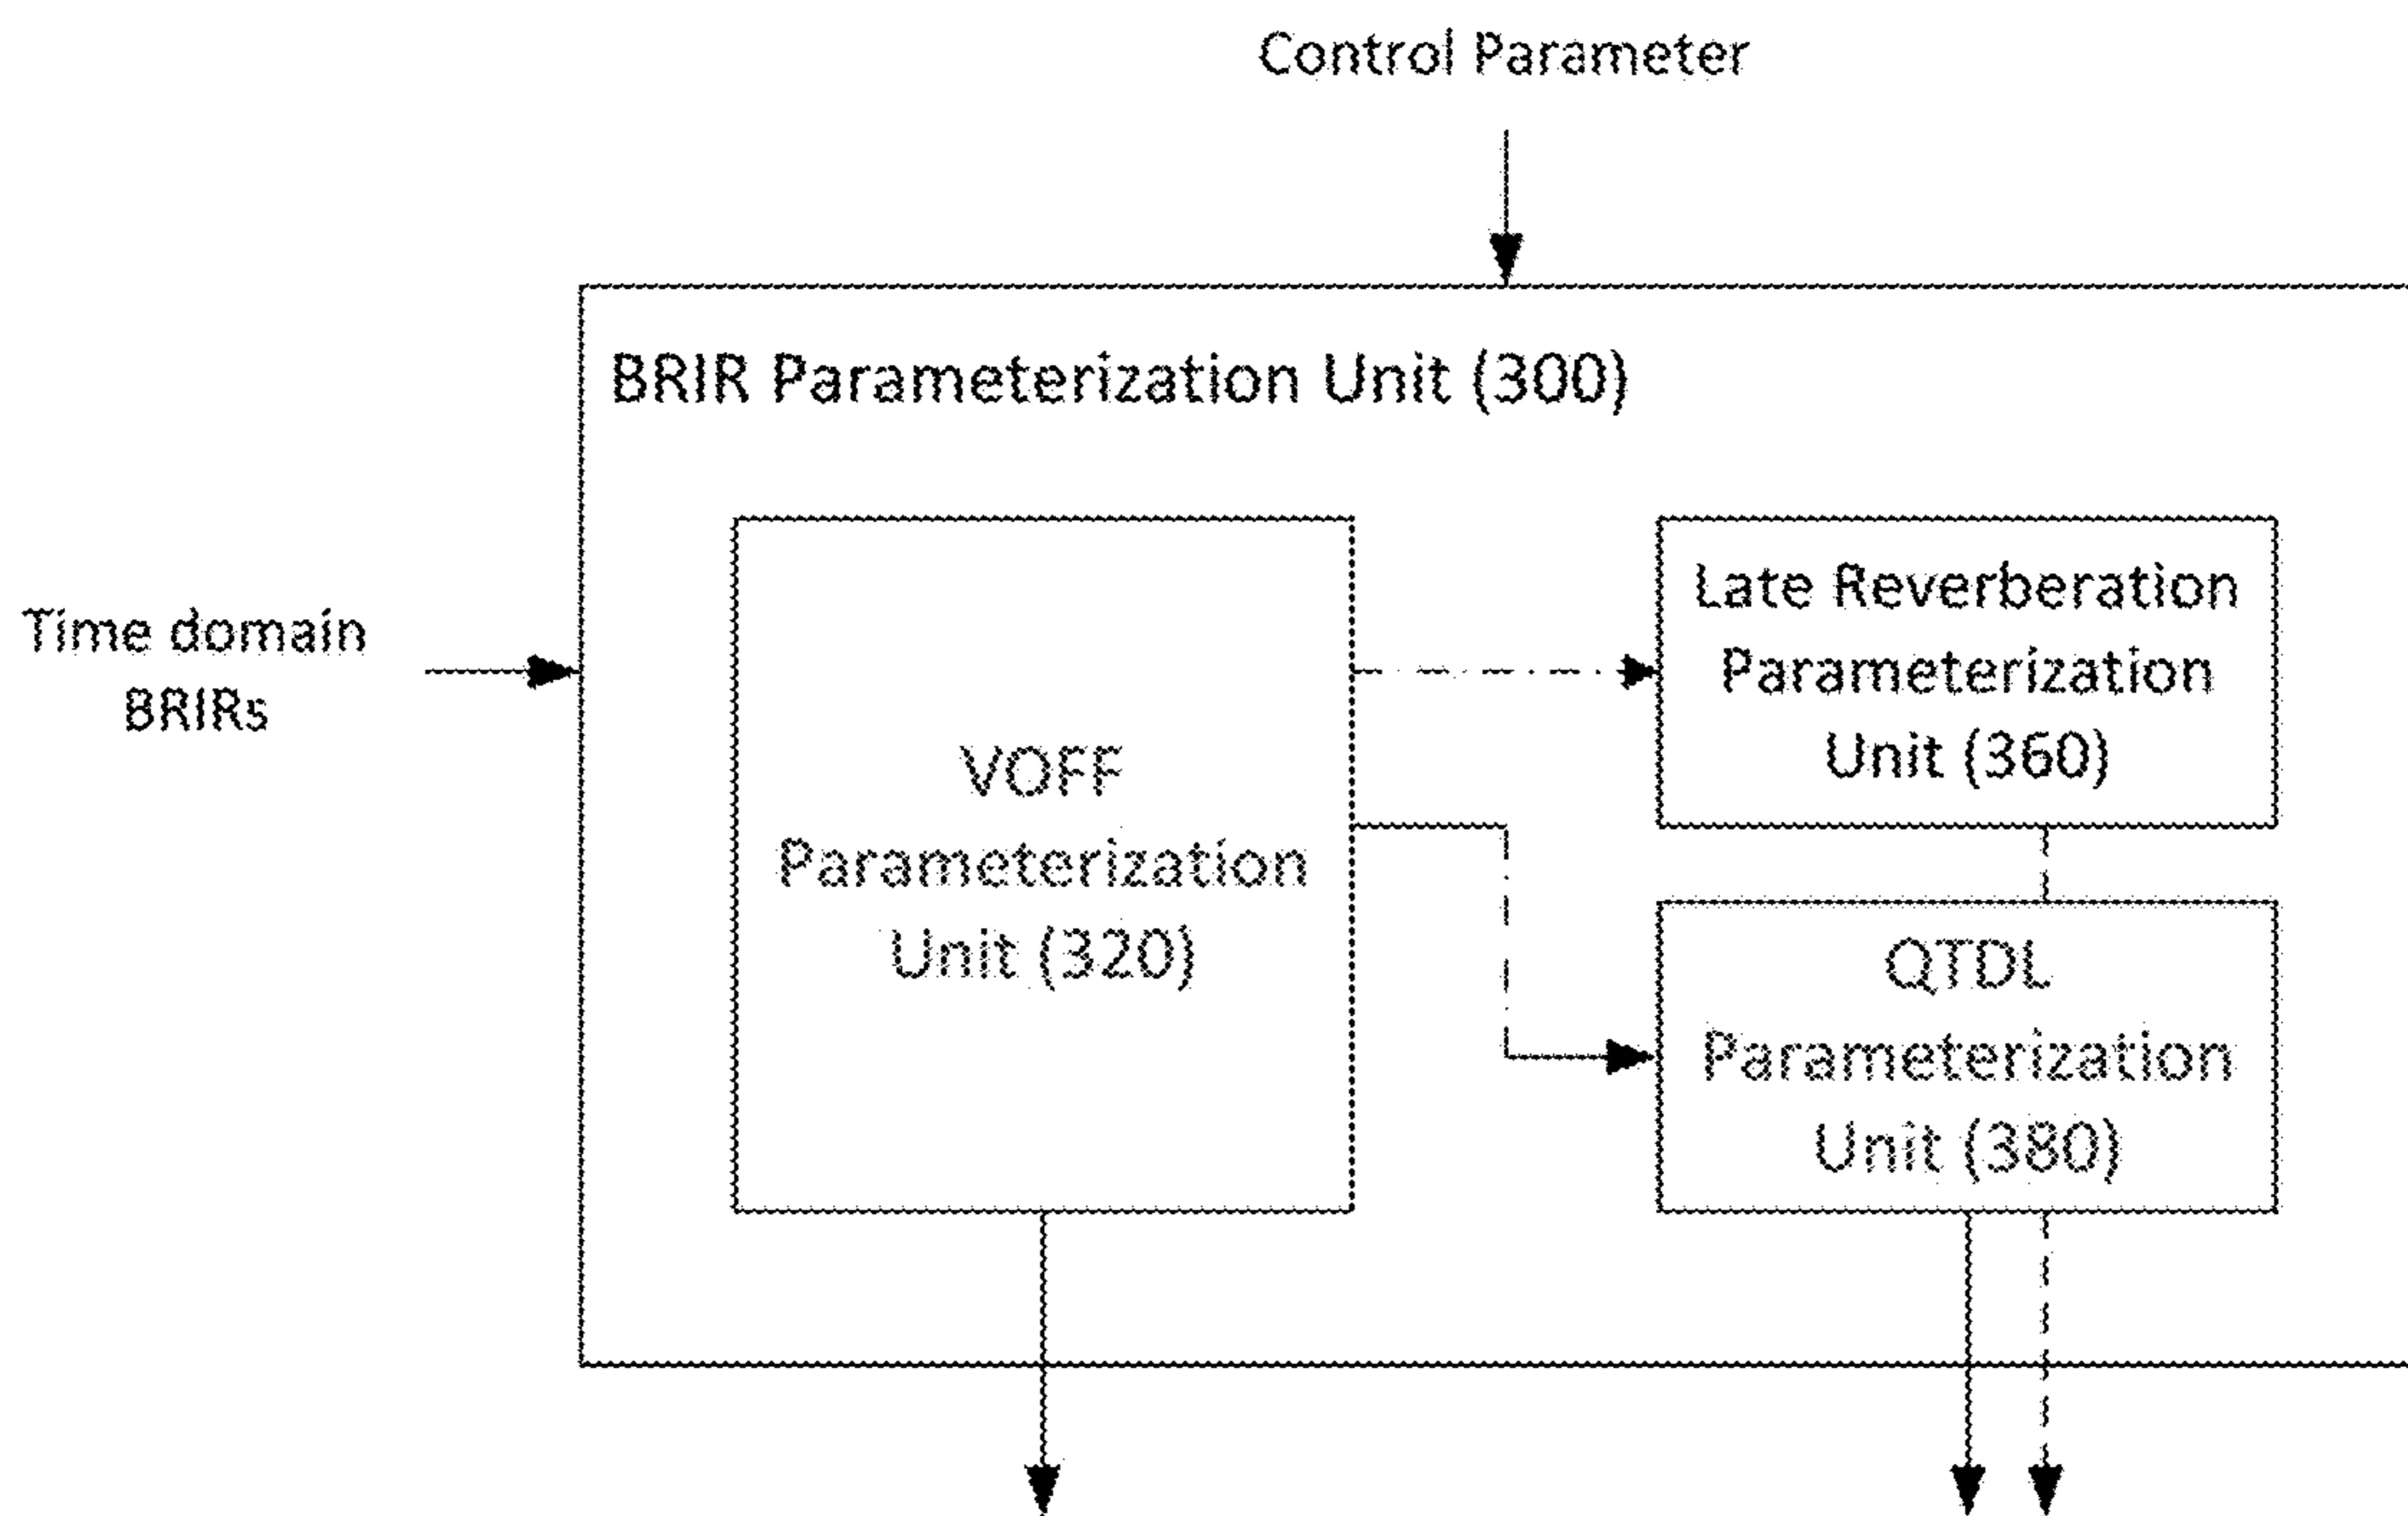 Control Parameter
BRIR Parameterization Unit (300)
Time domain
BRIRs
VOFF
Parameterization
Unit (320)
Late Reverberation
Parameterization
Unit (360)
QTDL
Parameterization
Unit (380)